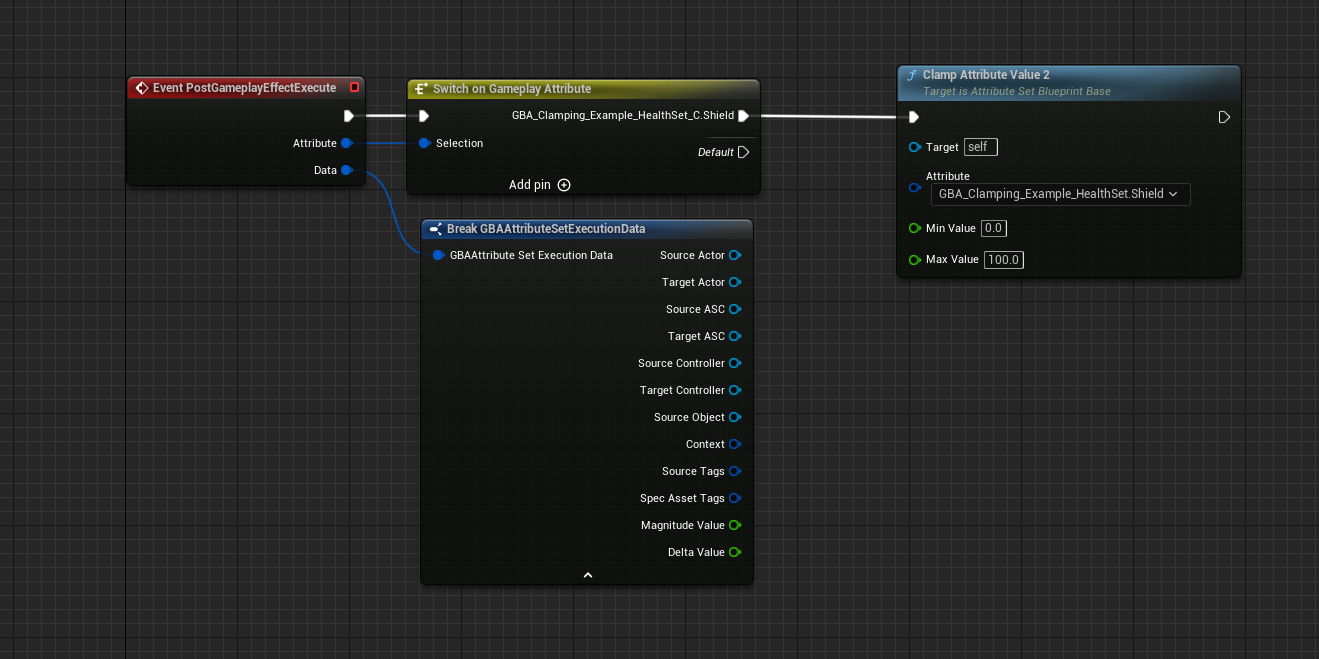 Event PostGameplayEffectExecute
Attribute
Data
Switch on Gameplay Attribute
GBA_Clamping_Example_HealthSet_C.Shield
Selection
Default
Add pin
Break GBAAttributeSetExecutionData
GBAAttribute Set Execution Data
Source Actor
Target Actor
Source ASC
Target ASC
Source Controller
Target Controller
Source Object
Context
Source Tags
Spec Asset Tags
Magnitude Value
Delta Value
Clamp Attribute Value 2
Target is Attribute Set Blueprint Base
Target self
Attribute
GBA_Clamping_Example_HealthSet.Shield
Min Value 0.0
Max Value 100.0